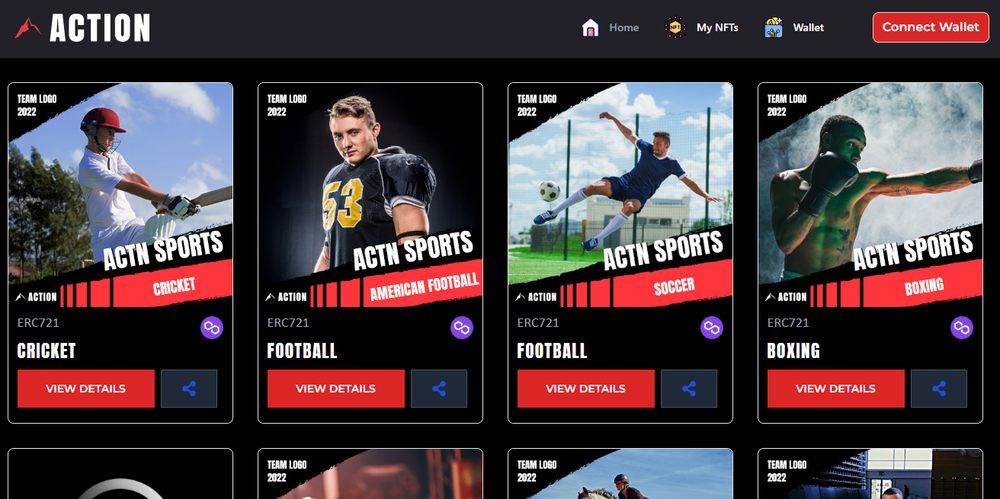 ACTION
Home
My NFTs
Wallet
Connect Wallet
TEAM LOGO
2022
ACTN SPORTS
ACTION
CRICKET
ERC721
CRICKET
VIEW DETAILS
TEAM LOGO
2022
53
ACTN SPORTS
ACTION
AMERICAN FOOTBALL
ERC721
FOOTBALL
VIEW DETAILS
TEAM LOGO
2022
ACTN SPORTS
ACTION
SOCCER
ERC721
FOOTBALL
VIEW DETAILS
TEAM LOGO
2022
ACTN SPORTS
ACTION
BOXING
ERC721
BOXING
VIEW DETAILS
TEAM LOGO
2022
TEAM LOGO
2022
TEAM LOGO
2022